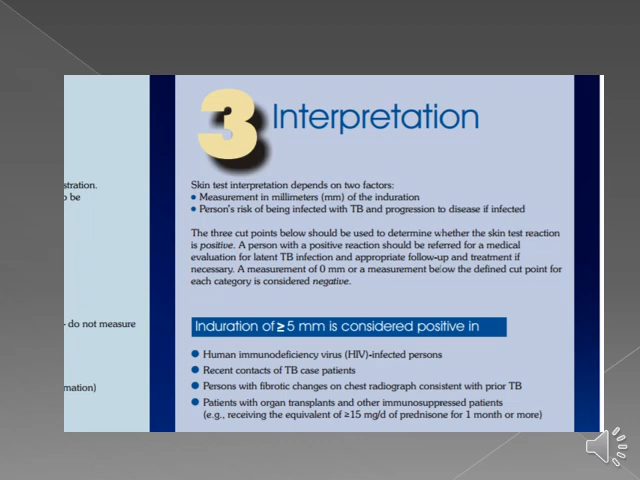 3 Interpretation
stration.
o be
Skin test interpretation depends on two factors:
• Measurement in millimeters (mm) of the induration
• Person's risk of being infected with TB and progression to disease if infected
The three cut points below should be used to determine whether the skin test reaction
is positive. A person with a positive reaction should be referred for a medical
evaluation for latent TB infection and appropriate follow-up and treatment if
necessary. A measurement of 0 mm or a measurement below the defined cut point for
each category is considered negative.
- do not measure
Induration of ≥ 5 mm is considered positive in
• Human immunodeficiency virus (HIV)-infected persons
• Recent contacts of TB case patients
• Persons with fibrotic changes on chest radiograph consistent with prior TB
mation)
• Patients with organ transplants and other immunosuppressed patients
(e.g., receiving the equivalent of ≥15 mg/d of prednisone for 1 month or more)